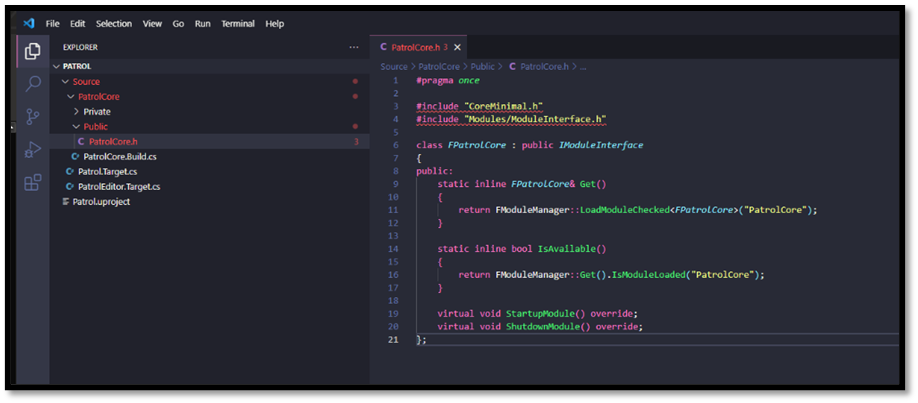 File Edit Selection View Go Run Terminal Help
EXPLORER ...
PatrolCore.h 3
PATROL
Source
PatrolCore
Private
Public
PatrolCore.h 3
PatrolCore.Build.cs
Patrol.Target.cs
PatrolEditor.Target.cs
Patrol.uproject
Source > PatrolCore > Public > C PatrolCore.h > ...
1 #pragma once
2
3 #include "CoreMinimal.h"
4 #include "Modules/ModuleInterface.h"
5
6 class FPatrolCore : public IModuleInterface
7 {
8 public:
9 static inline FPatrolCore& Get()
10 {
11 return FModuleManager::LoadModuleChecked<FPatrolCore>("PatrolCore");
12 }
13
14 static inline bool IsAvailable()
15 {
16 return FModuleManager::Get().IsModuleLoaded("PatrolCore");
17 }
18
19 virtual void StartupModule() override;
20 virtual void ShutdownModule() override;
21 };